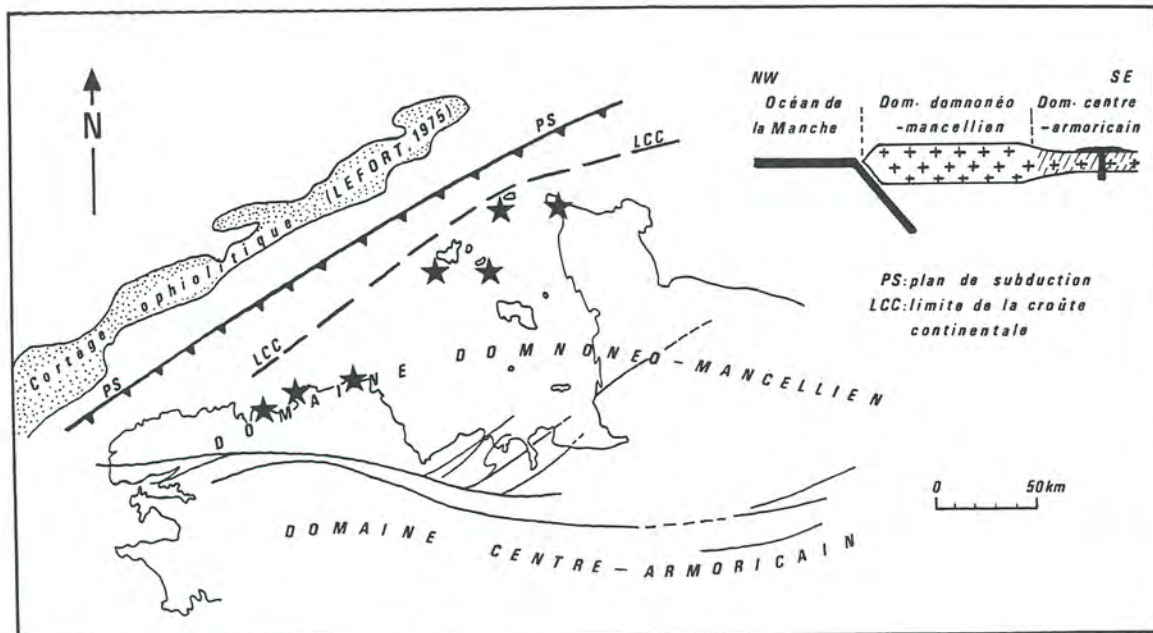 N
Cortège ophiolitique (LEFORT, 1975)
PS
LCC
LCC
PS
DOMAINE DOMNONEO-MANCELLIEN
DOMAINE CENTRE-ARMORICAIN
NW
SE
Océan de
la Manche
Dom. domnonéo
-mancellien
Dom. centre
-armoricain
PS:plan de subduction
LCC:limite de la croûte
continentale
0 50km